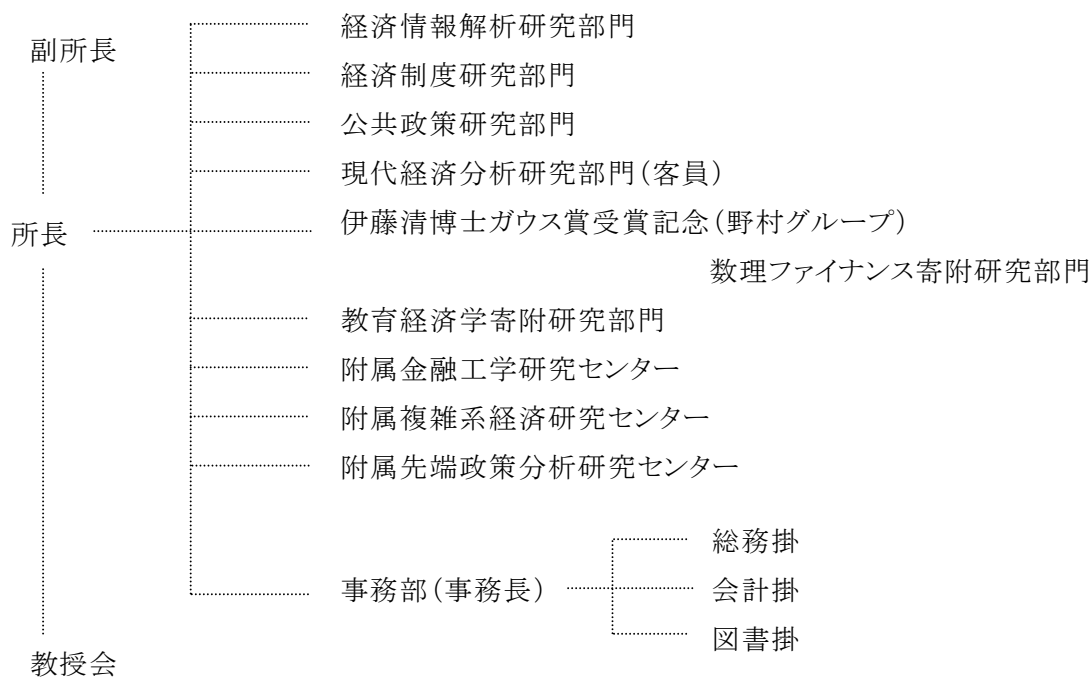 経済情報解析研究部門
副所長
経済制度研究部門
公共政策研究部門
現代経済分析研究部門(客員)
所長
伊藤清博士ガウス賞受賞記念(野村グループ)
数理ファイナンス寄附研究部門
教育経済学寄附研究部門
附属金融工学研究センター
附属複雑系経済研究センター
附属先端政策分析研究センター
総務掛
事務部(事務長)
会計掛
図書掛
教授会